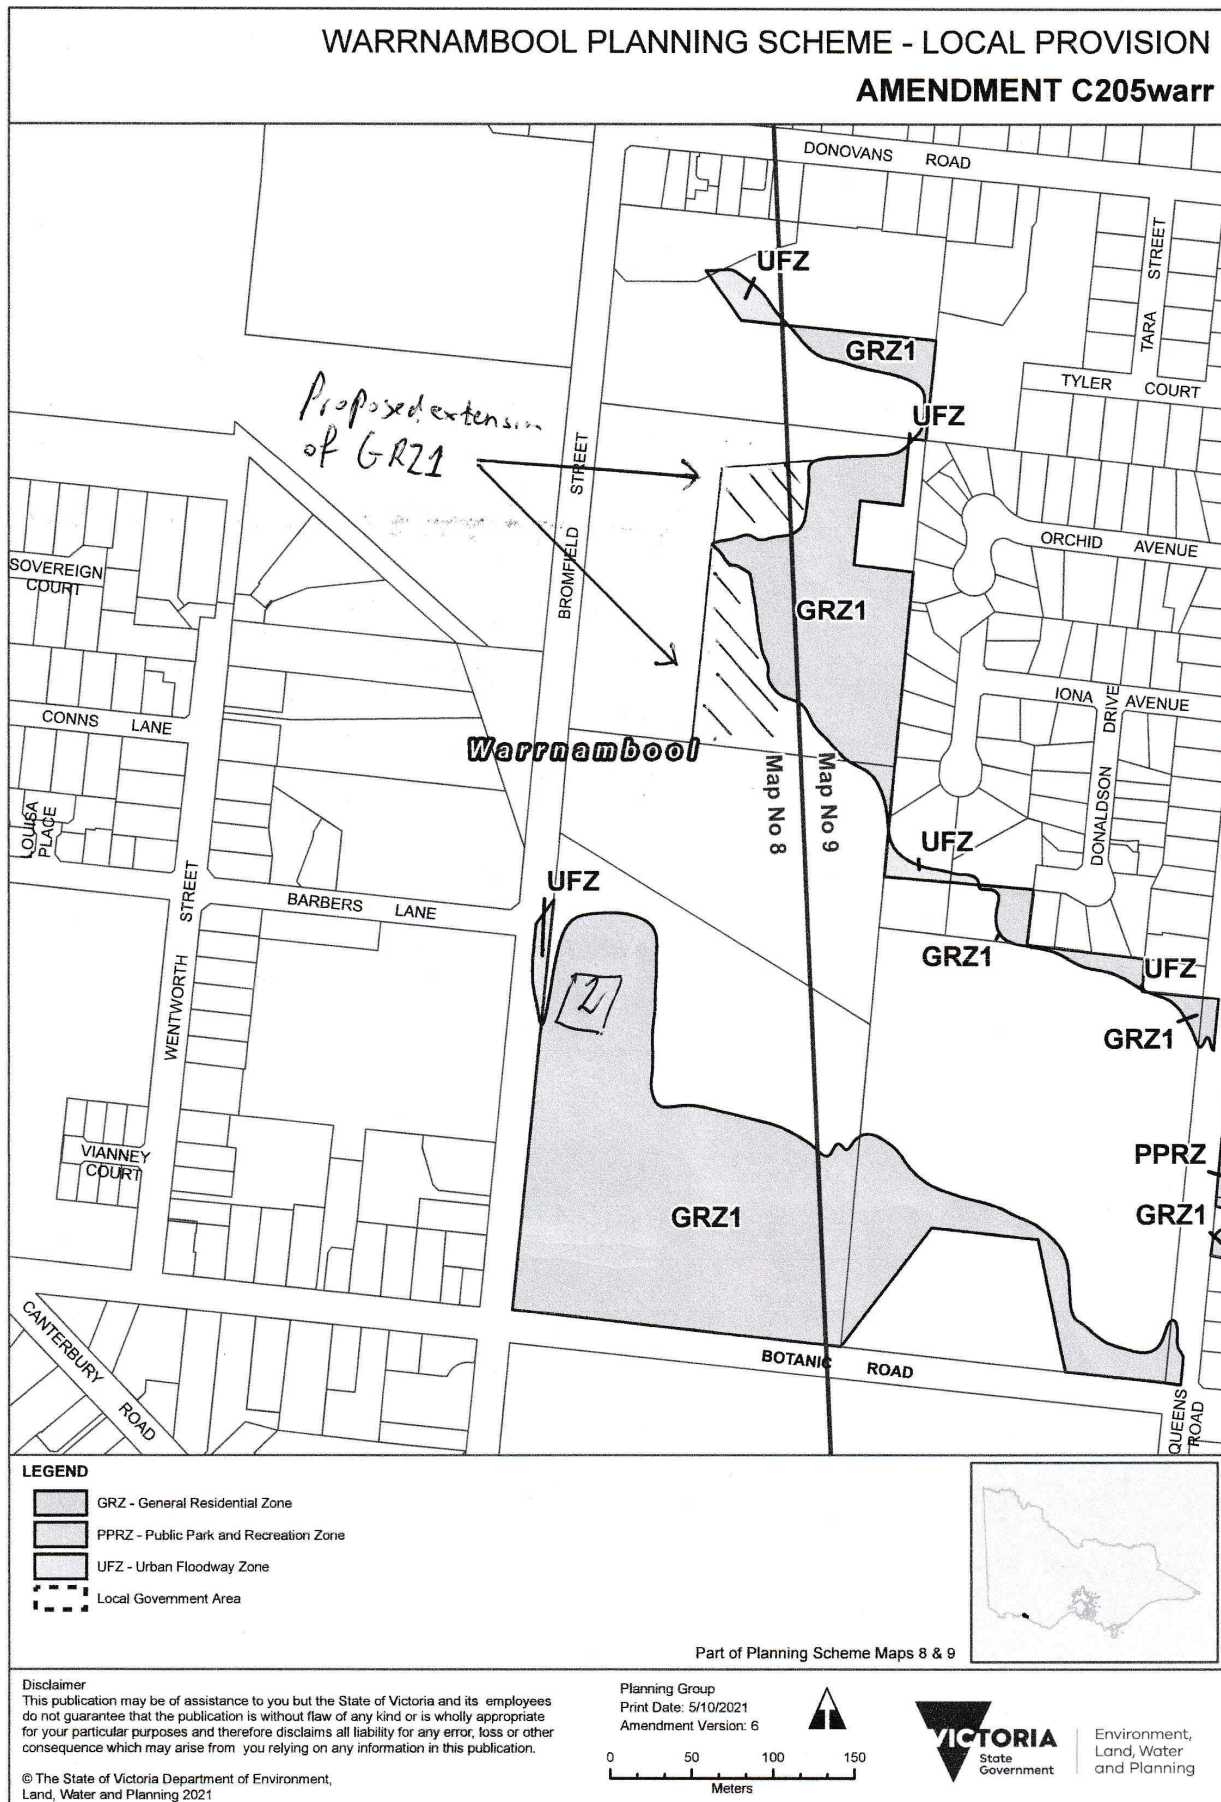 WARRNAMBOOL PLANNING SCHEME - LOCAL PROVISION
AMENDMENT C205warr
DONOVANS ROAD
TARA STREET
UFZ
GRZ1
TYLER COURT
UFZ
Proposed extension
of GRZ1
BROMFIELD STREET
ORCHID AVENUE
SOVEREIGN
COURT
GRZ1
IONA AVENUE
DONALDSON DRIVE
CONNS LANE
Warrnambool
Map No 8
Map No 9
LOUISA
PLACE
UFZ
UFZ
WENTWORTH STREET
BARBERS LANE
GRZ1
UFZ
2
GRZ1
VIANNEY
COURT
PPRZ
GRZ1
GRZ1
CANTERBURY
ROAD
BOTANIC ROAD
QUEENS
ROAD
LEGEND
GRZ - General Residential Zone
PPRZ - Public Park and Recreation Zone
UFZ - Urban Floodway Zone
Local Government Area
Part of Planning Scheme Maps 8 & 9
Disclaimer
This publication may be of assistance to you but the State of Victoria and its employees
do not guarantee that the publication is without flaw of any kind or is wholly appropriate
for your particular purposes and therefore disclaims all liability for any error, loss or other
consequence which may arise from you relying on any information in this publication.
© The State of Victoria Department of Environment,
Land, Water and Planning 2021
Planning Group
Print Date: 5/10/2021
Amendment Version: 6
0 50 100 150
Meters
VICTORIA
State
Government
Environment,
Land, Water
and Planning